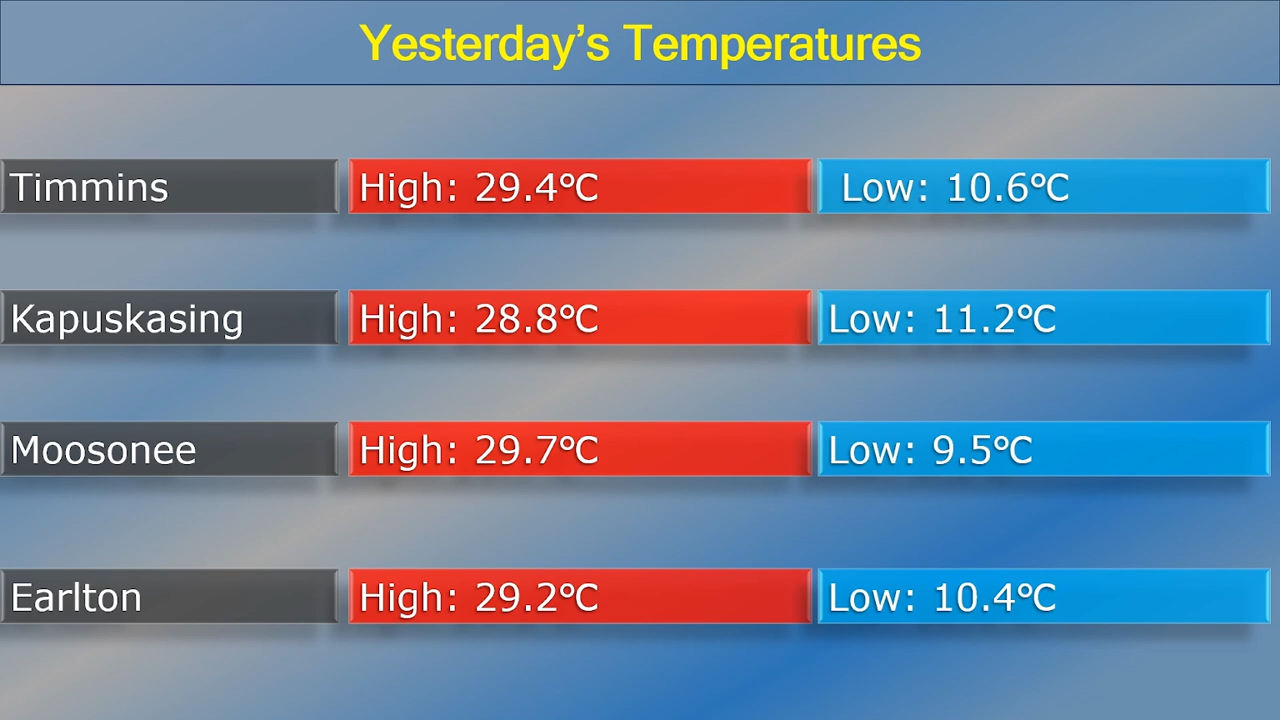 Yesterday’s Temperatures
Timmins High: 29.4℃ Low: 10.6℃
Kapuskasing High: 28.8℃ Low: 11.2℃
Moosonee High: 29.7℃ Low: 9.5℃
Earlton High: 29.2℃ Low: 10.4℃